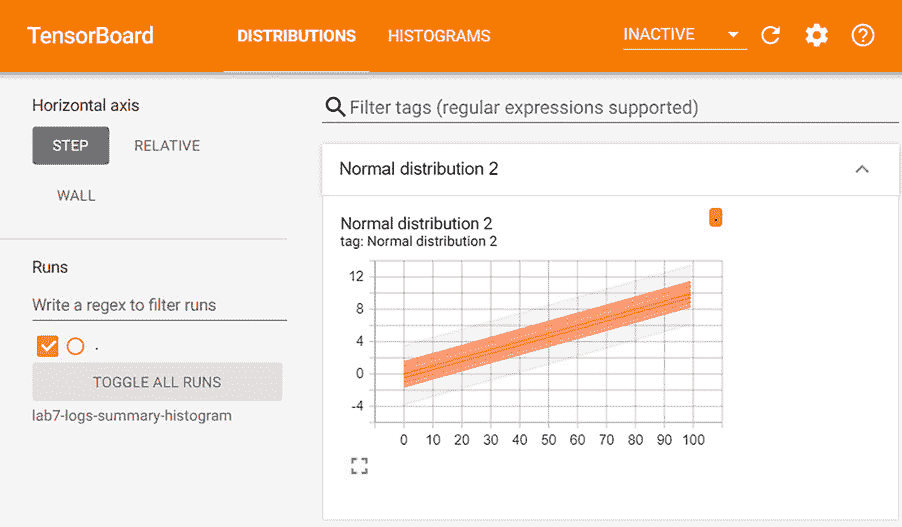 TensorBoard
DISTRIBUTIONS HISTOGRAMS
INACTIVE
Horizontal axis
STEP RELATIVE
WALL
Runs
Write a regex to filter runs
.
TOGGLE ALL RUNS
lab7-logs-summary-histogram
Filter tags (regular expressions supported)
Normal distribution 2
Normal distribution 2
.
tag: Normal distribution 2
12
8
4
0
-4
0 10 20 30 40 50 60 70 80 90 100